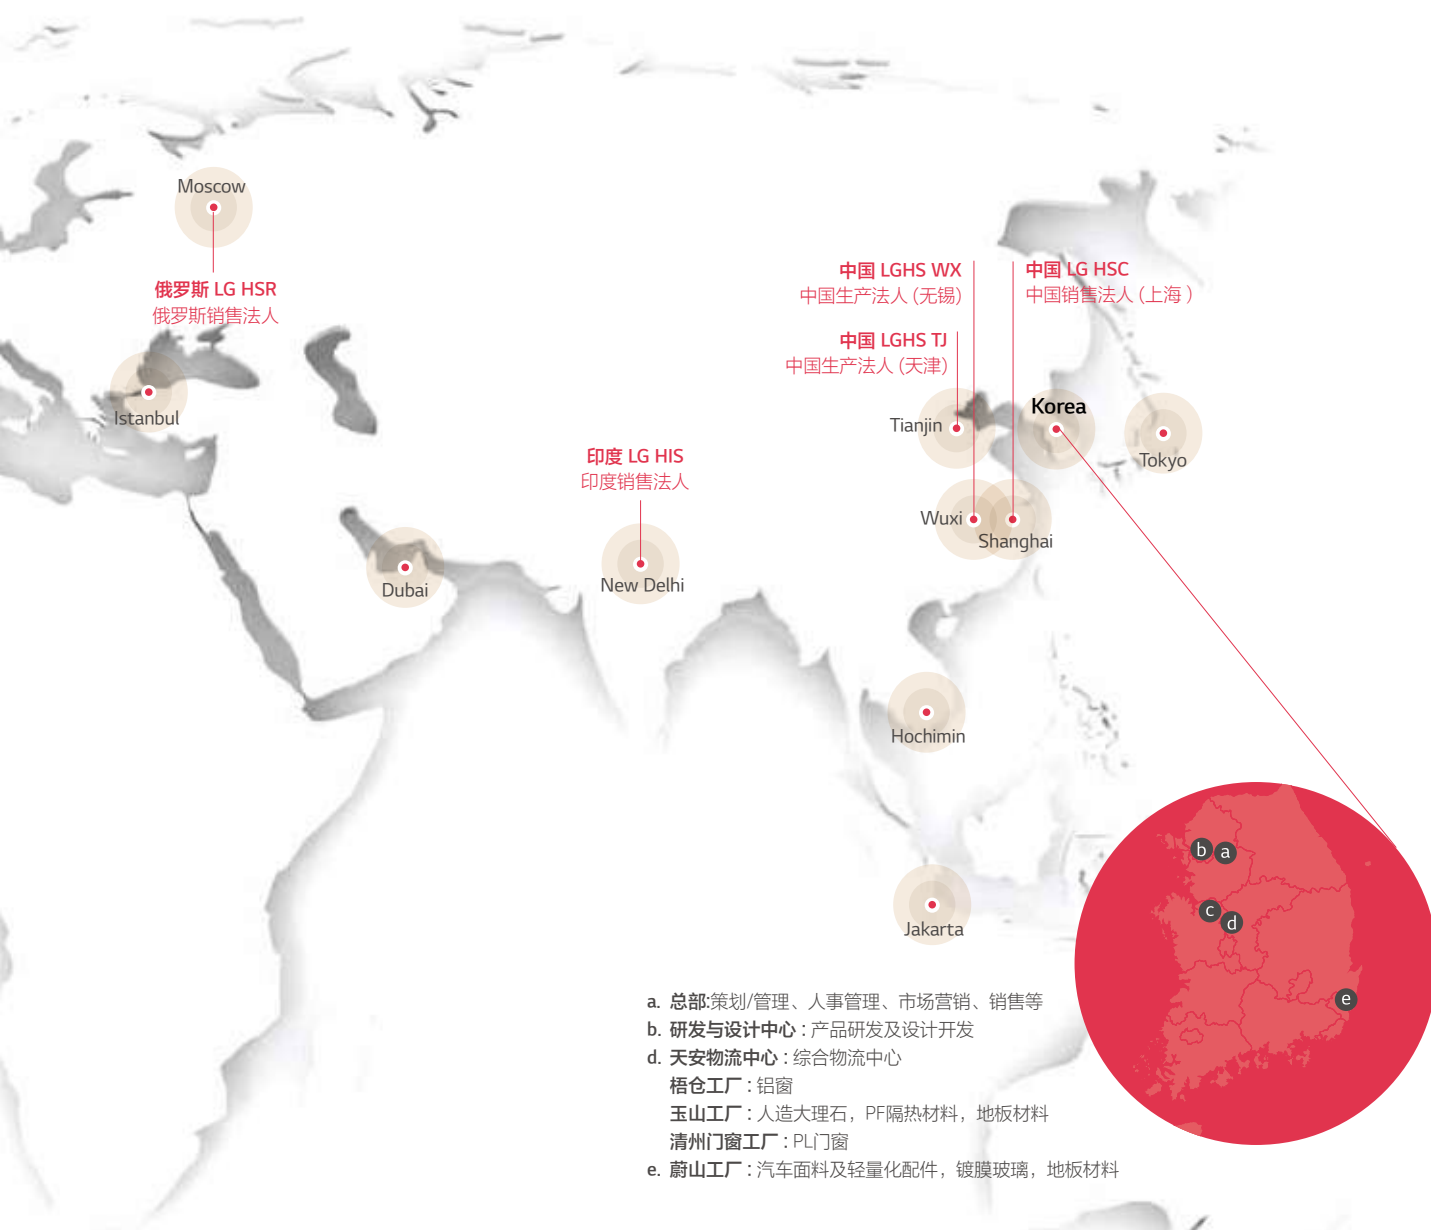 Moscow
俄罗斯 LG HSR
俄罗斯销售法人
中国 LGHS WX
中国生产法人 (无锡)
中国 LG HSC
中国销售法人 (上海 )
中国 LGHS TJ
中国生产法人 (天津)
Istanbul
Tianjin
Korea
Tokyo
印度 LG HIS
印度销售法人
Wuxi
Shanghai
Dubai
New Delhi
Hochimin
Jakarta
b
a
c
d
e
a. 总部:策划/管理、人事管理、市场营销、销售等
b. 研发与设计中心 : 产品研发及设计开发
d. 天安物流中心 : 综合物流中心
梧仓工厂 : 铝窗
玉山工厂 : 人造大理石，PF隔热材料，地板材料
清州门窗工厂 : PL门窗
e. 蔚山工厂 : 汽车面料及轻量化配件，镀膜玻璃，地板材料